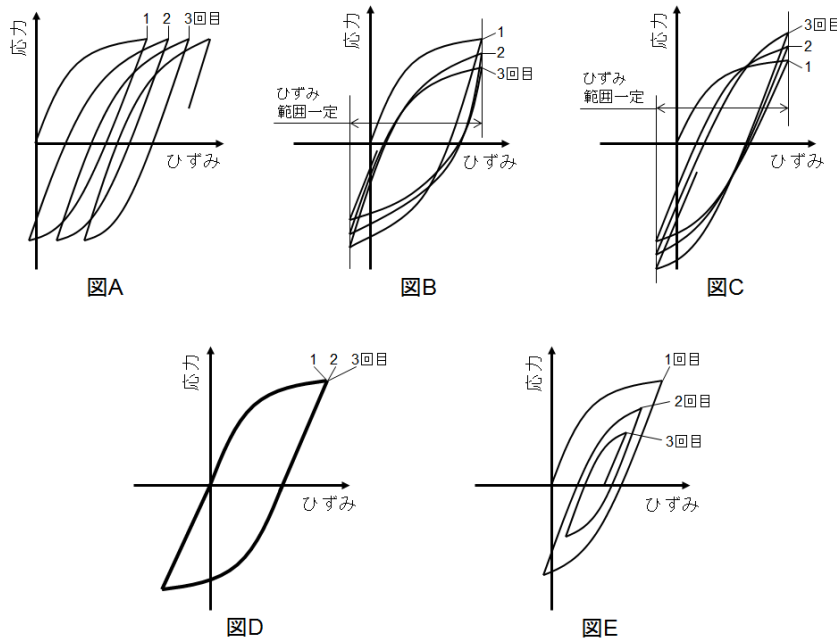 応力
1 2 3回目
ひずみ
図A
応力
1
2
3回目
ひずみ
範囲一定
ひずみ
図B
応力
3回目
2
1
ひずみ
範囲一定
ひずみ
図C
応力
1 2 3回目
ひずみ
図D
応力
1回目
2回目
3回目
ひずみ
図E